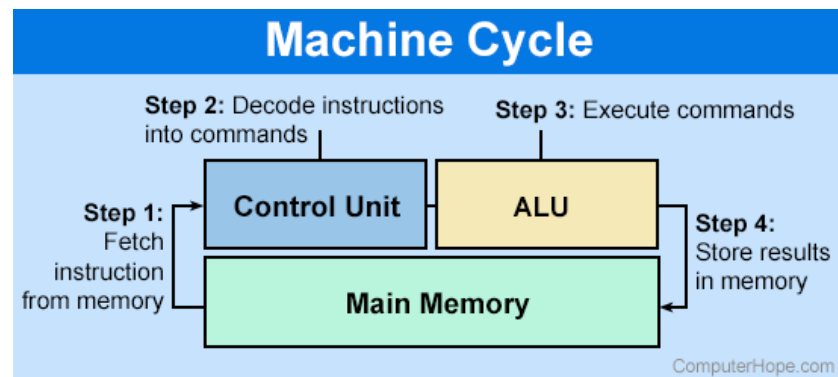 Machine Cycle
Step 2: Decode instructions
into commands
Step 3: Execute commands
Step 1:
Fetch
instruction
from memory
Control Unit
ALU
Step 4:
Store results
in memory
Main Memory
ComputerHope.com